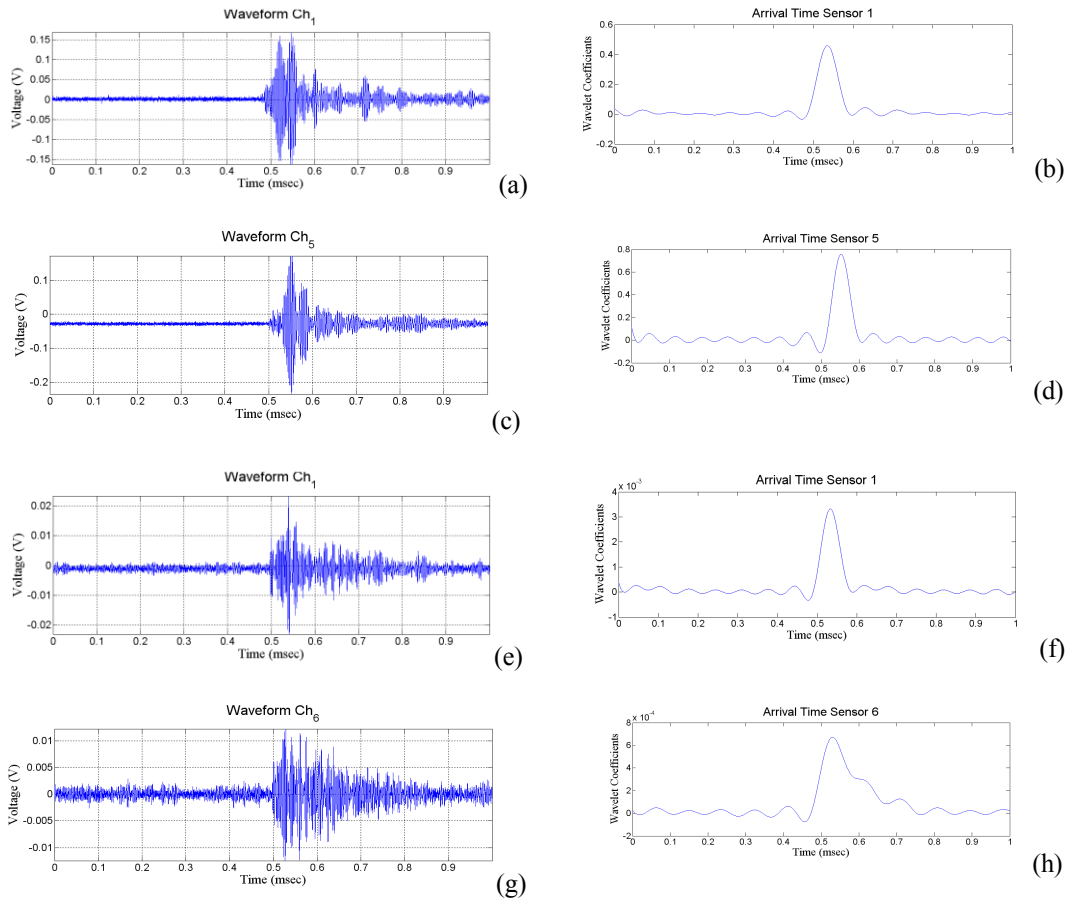 Waveform Ch1
Voltage (V)
0.15
0.1
0.05
0
-0.05
-0.1
-0.15
0 0.1 0.2 0.3 0.4 0.5 0.6 0.7 0.8 0.9
Time (msec)
(a)
Arrival Time Sensor 1
Wavelet Coefficients
0.6
0.4
0.2
0
-0.2
0 0.1 0.2 0.3 0.4 0.5 0.6 0.7 0.8 0.9 1
Time (msec)
(b)
Waveform Ch5
Voltage (V)
0.1
0
-0.1
-0.2
0 0.1 0.2 0.3 0.4 0.5 0.6 0.7 0.8 0.9
Time (msec)
(c)
Arrival Time Sensor 5
Wavelet Coefficients
0.8
0.6
0.4
0.2
0
-0.2
0 0.1 0.2 0.3 0.4 0.5 0.6 0.7 0.8 0.9 1
Time (msec)
(d)
Waveform Ch1
Voltage (V)
0.02
0.01
0
-0.01
-0.02
0 0.1 0.2 0.3 0.4 0.5 0.6 0.7 0.8 0.9
Time (msec)
(e)
Arrival Time Sensor 1
x 10-3
Wavelet Coefficients
4
3
2
1
0
-1
0 0.1 0.2 0.3 0.4 0.5 0.6 0.7 0.8 0.9 1
Time (msec)
(f)
Waveform Ch6
Voltage (V)
0.01
0.005
0
-0.005
-0.01
0 0.1 0.2 0.3 0.4 0.5 0.6 0.7 0.8 0.9
Time (msec)
(g)
Arrival Time Sensor 6
x 10-4
Wavelet Coefficients
8
6
4
2
0
-2
0 0.1 0.2 0.3 0.4 0.5 0.6 0.7 0.8 0.9 1
Time (msec)
(h)